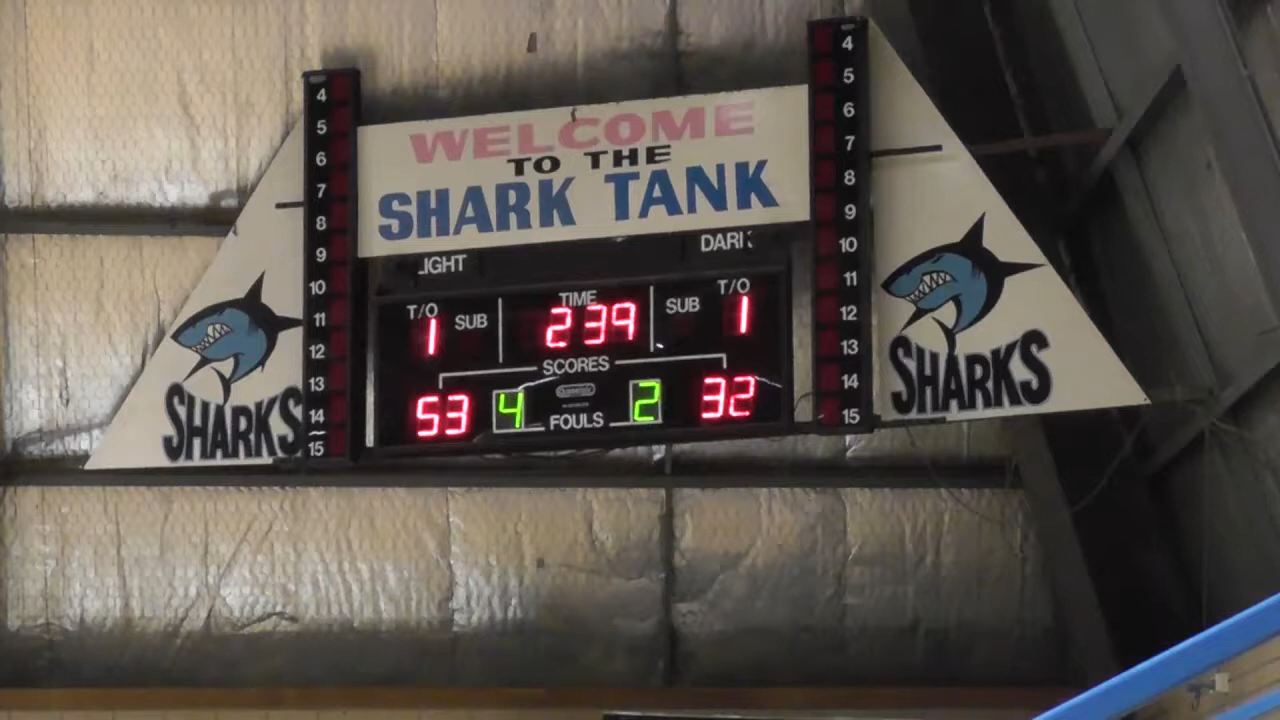 WELCOME
TO THE
SHARK TANK
LIGHT DARK
T/O SUB TIME SUB T/O
1 239 1
SCORES
53 4 2 32
FOULS
4
5
6
7
8
9
10
11
12
13
14
15
4
5
6
7
8
9
10
11
12
13
14
15
SHARKS
SHARKS